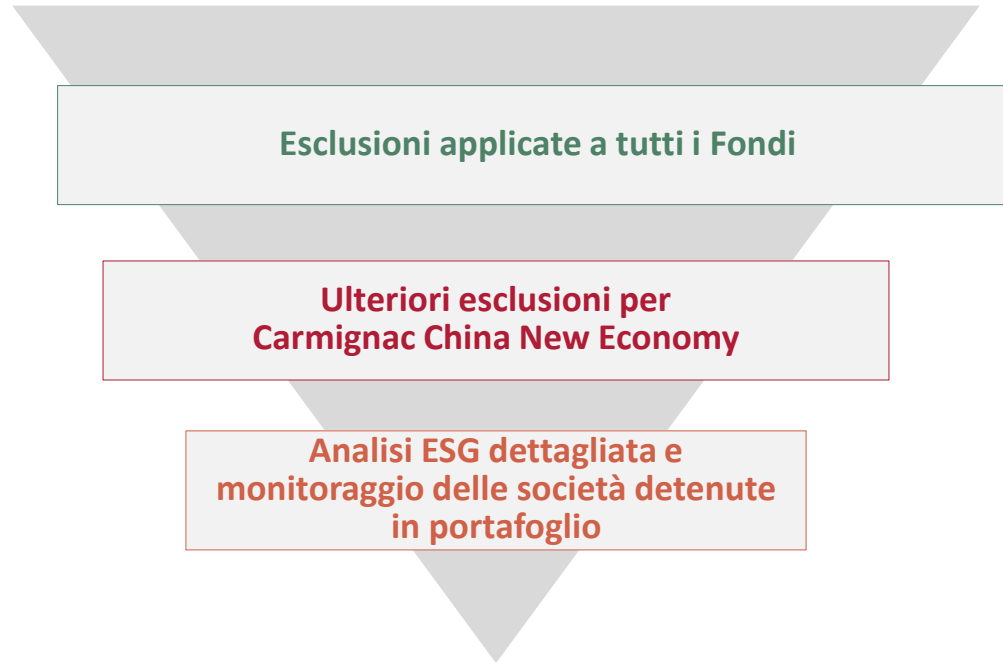 Esclusioni applicate a tutti i Fondi
Ulteriori esclusioni per
Carmignac China New Economy
Analisi ESG dettagliata e
monitoraggio delle società detenute
in portafoglio